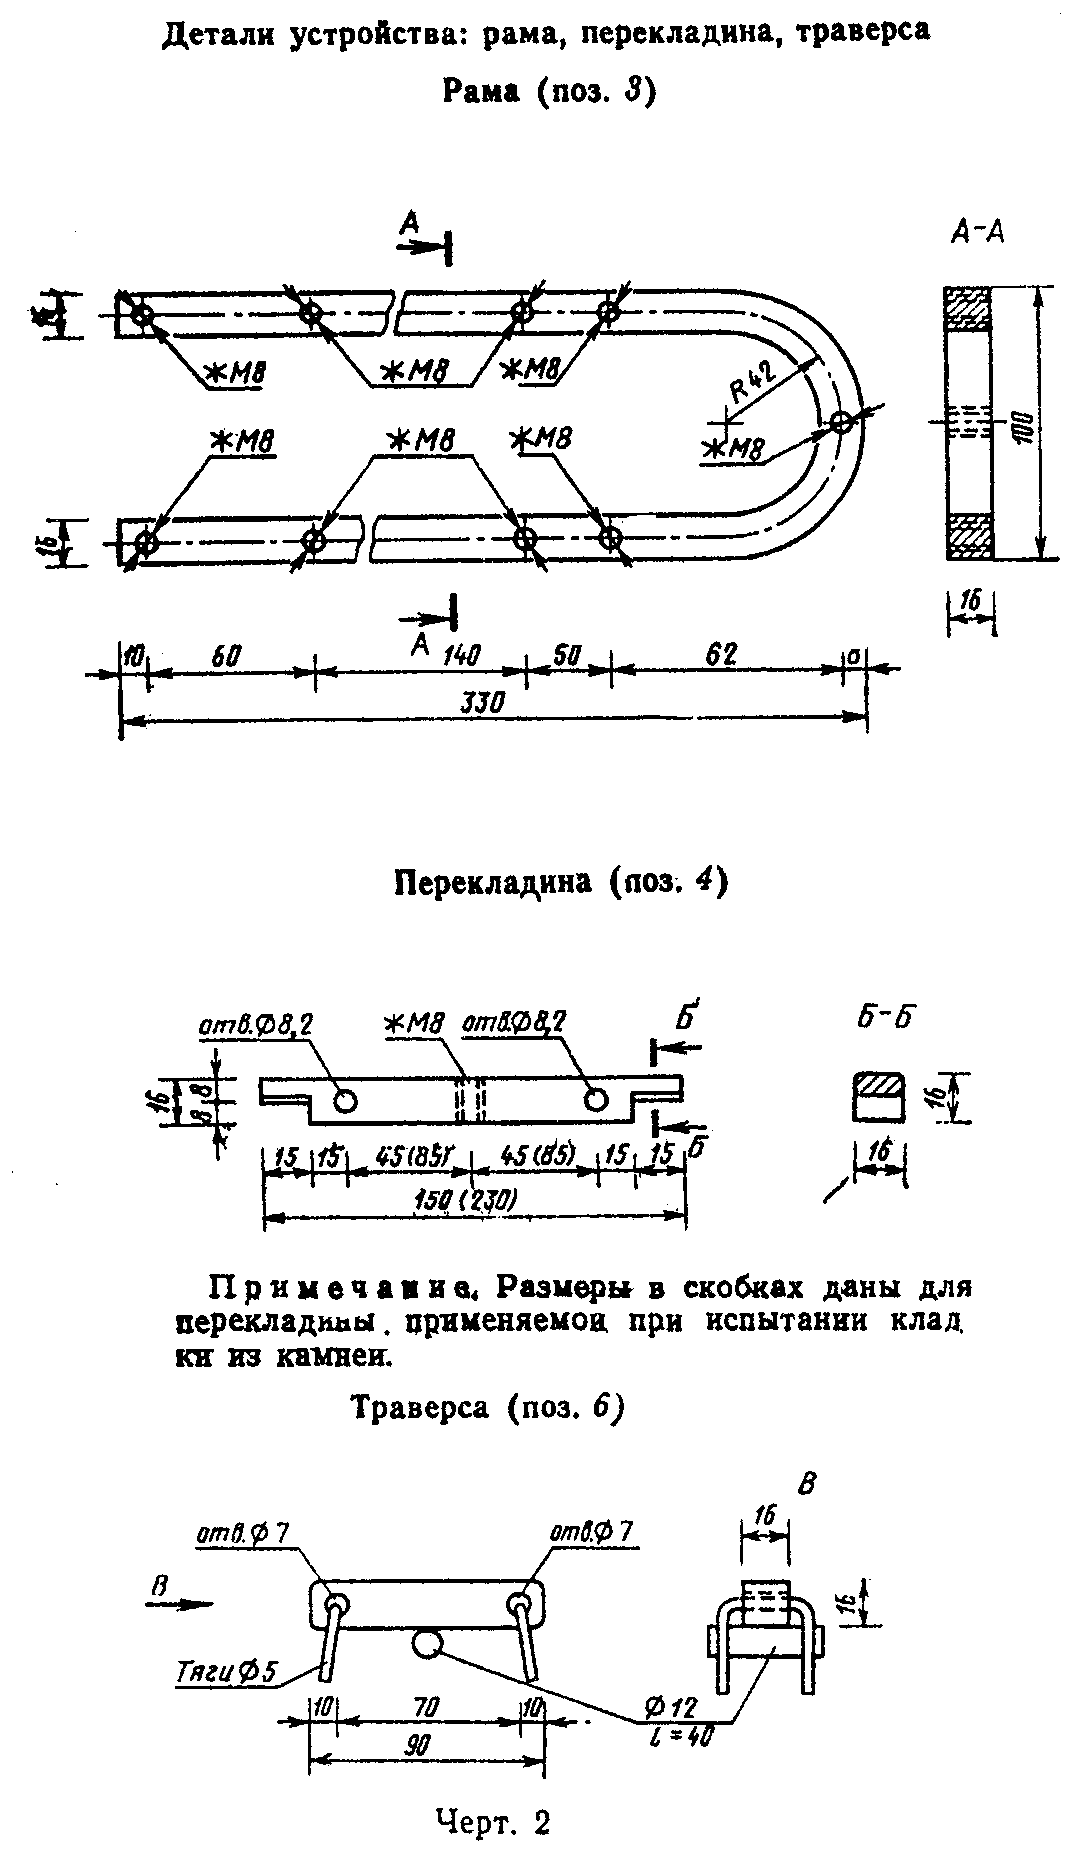 Детали устройства: рама, перекладина, траверса
Рама (поз. 3)
А
А-А
*М8
*М8
*М8
R42
*М8
*М8
*М8
*М8
16
100
А
16
10
60
140
50
62
330
Перекладина (поз. 4)
отв.Ф8,2
*М8
отв.Ф8,2
Б
Б-Б
16
8
8
16
15
15
45(85)
45(85)
15
15
Б
16
150(230)
Примечание. Размеры в скобках даны для
перекладины. применяемои при испытании клад
ки из камнеи.
Траверса (поз. 6)
В
отв.Ф7
отв.Ф7
16
В
16
Тяги Ф5
10
70
10
Ф12
L=40
90
Черт. 2